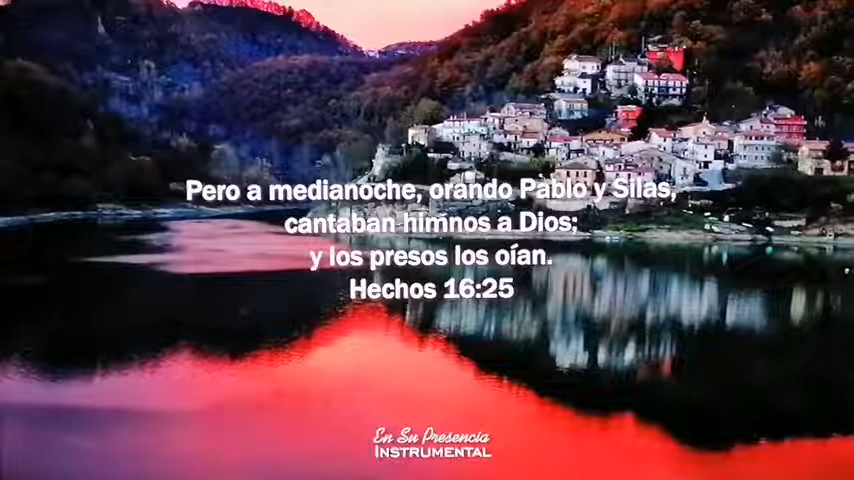 Pero a medianoche, orando Pablo y Silas,
cantaban himnos a Dios;
y los presos los oían.
Hechos 16:25
En Su Presencia
INSTRUMENTAL